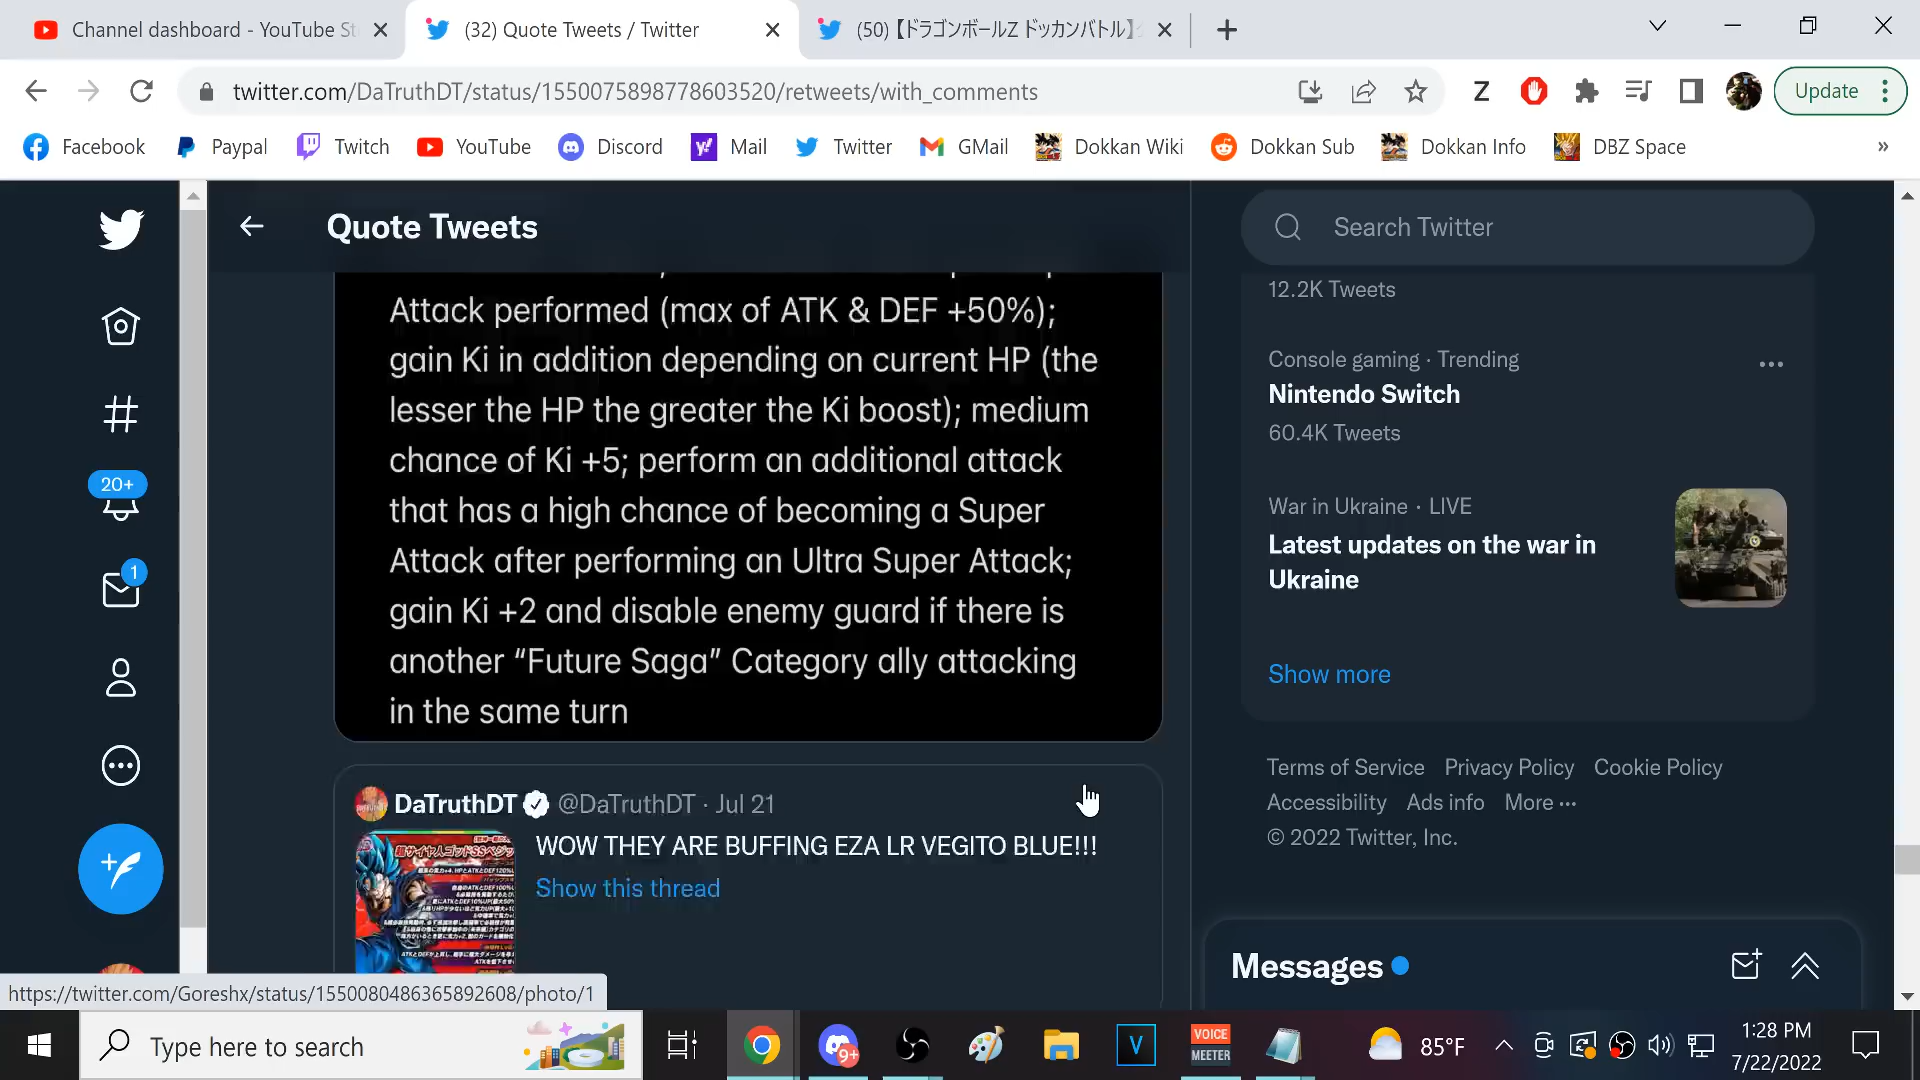 Channel dashboard - YouTube St
(32) Quote Tweets / Twitter
(50)【ドラゴンボールZ ドッカンバトル】
twitter.com/DaTruthDT/status/1550075898778603520/retweets/with_comments
Z
Update
Facebook
Paypal
Twitch
YouTube
Discord
Mail
Twitter
GMail
Dokkan Wiki
Dokkan Sub
Dokkan Info
DBZ Space
»
Quote Tweets
Search Twitter
Attack performed (max of ATK & DEF +50%);
gain Ki in addition depending on current HP (the
lesser the HP the greater the Ki boost); medium
chance of Ki +5; perform an additional attack
that has a high chance of becoming a Super
Attack after performing an Ultra Super Attack;
gain Ki +2 and disable enemy guard if there is
another “Future Saga” Category ally attacking
in the same turn
20+
1
DaTruthDT @DaTruthDT · Jul 21
WOW THEY ARE BUFFING EZA LR VEGITO BLUE!!!
Show this thread
12.2K Tweets
Console gaming · Trending
Nintendo Switch
60.4K Tweets
War in Ukraine · LIVE
Latest updates on the war in
Ukraine
Show more
Terms of Service Privacy Policy Cookie Policy
Accessibility Ads info More ···
© 2022 Twitter, Inc.
Messages
https://twitter.com/Goreshx/status/1550080486365892608/photo/1
Type here to search
9+
V
VOICE
MEETER
85°F
1:28 PM
7/22/2022